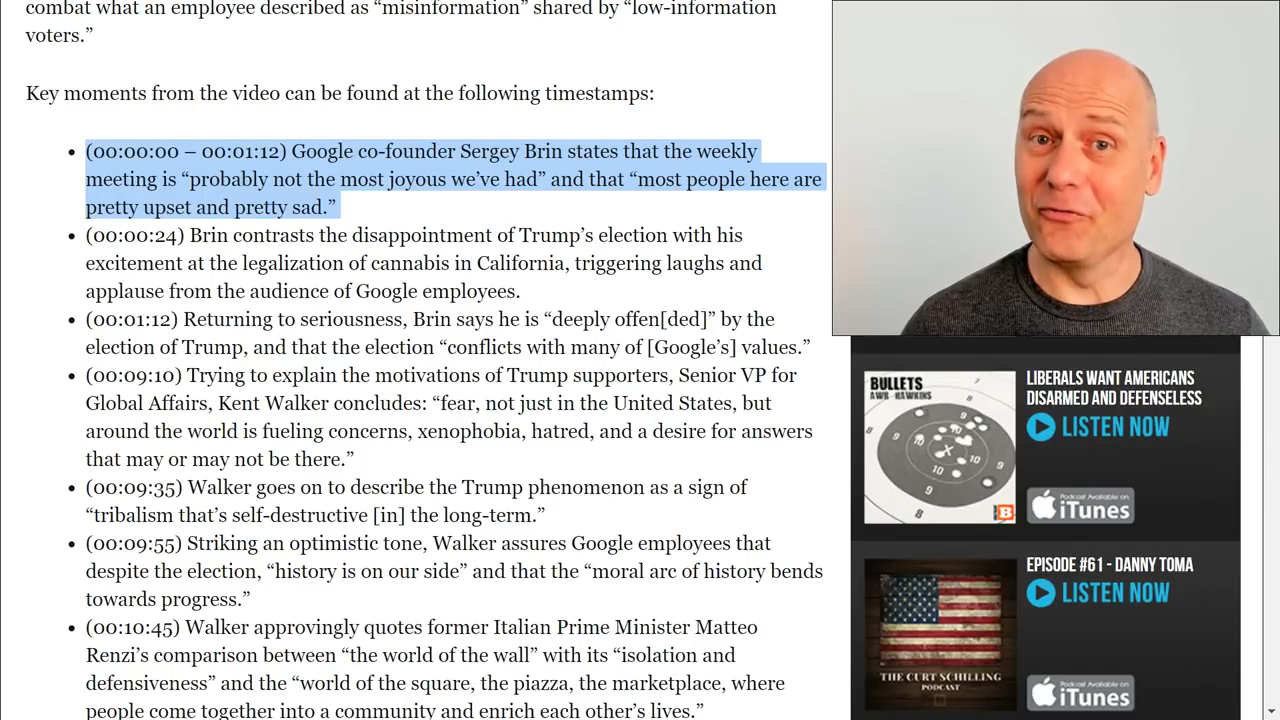 combat what an employee described as “misinformation” shared by “low-information
voters.”
Key moments from the video can be found at the following timestamps:
• (00:00:00 – 00:01:12) Google co-founder Sergey Brin states that the weekly
meeting is “probably not the most joyous we’ve had” and that “most people here are
pretty upset and pretty sad.”
• (00:00:24) Brin contrasts the disappointment of Trump’s election with his
excitement at the legalization of cannabis in California, triggering laughs and
applause from the audience of Google employees.
• (00:01:12) Returning to seriousness, Brin says he is “deeply offen[ded]” by the
election of Trump, and that the election “conflicts with many of [Google’s] values.”
• (00:09:10) Trying to explain the motivations of Trump supporters, Senior VP for
Global Affairs, Kent Walker concludes: “fear, not just in the United States, but
around the world is fueling concerns, xenophobia, hatred, and a desire for answers
that may or may not be there.”
• (00:09:35) Walker goes on to describe the Trump phenomenon as a sign of
“tribalism that’s self-destructive [in] the long-term.”
• (00:09:55) Striking an optimistic tone, Walker assures Google employees that
despite the election, “history is on our side” and that the “moral arc of history bends
towards progress.”
• (00:10:45) Walker approvingly quotes former Italian Prime Minister Matteo
Renzi’s comparison between “the world of the wall” with its “isolation and
defensiveness” and the “world of the square, the piazza, the marketplace, where
people come together into a community and enrich each other’s lives.”
BULLETS
AWR HAWKINS
7
8
9
10
9
8
9
X
10
10
9
9
8
B
LIBERALS WANT AMERICANS
DISARMED AND DEFENSELESS
LISTEN NOW
Podcast Available on
iTunes
THE CURT SCHILLING
PODCAST
EPISODE #61 - DANNY TOMA
LISTEN NOW
Podcast Available on
iTunes